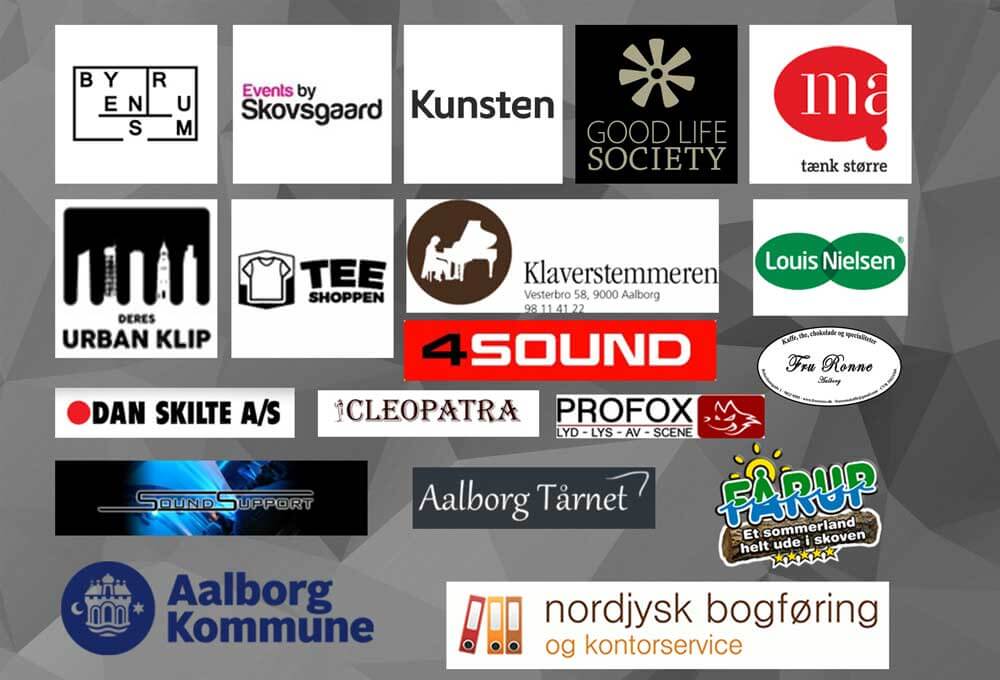 BYENS RUM
Events by
Skovsgaard
Kunsten
GOOD LIFE
SOCIETY
ma
tænk større
DERES
URBAN KLIP
TEE
SHOPPEN
Klaverstemmeren
Vesterbro 58, 9000 Aalborg
98 11 41 22
Louis Nielsen®
4SOUND
Kaffe, the, chokolade og specialiteter
Fru Ronne
Aalborg
DAN SKILTE A/S
CLEOPATRA
PROFOX
LYD - LYS - AV - SCENE
SOUNDSUPPORT
Aalborg Tårnet
FÅRUP
Et sommerland
helt ude i skoven
Aalborg
Kommune
nordjysk bogføring
og kontorservice